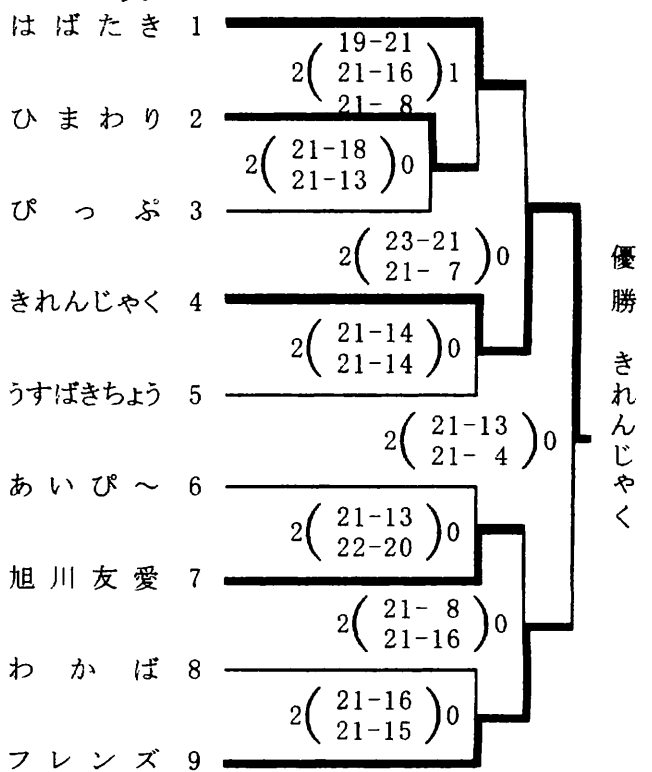 はばたき 1
19-21
2( 21-16 )1
21- 8
ひまわり 2
2( 21-18 )0
21-13
ぴっぷ 3
2( 23-21 )0
21- 7
きれんじゃく 4
2( 21-14 )0
21-14
うすばきちょう 5
2( 21-13 )0
21- 4
あいぴ～ 6
2( 21-13 )0
22-20
旭川友愛 7
2( 21- 8 )0
21-16
わかば 8
2( 21-16 )0
21-15
フレンズ 9
優勝 きれんじゃく